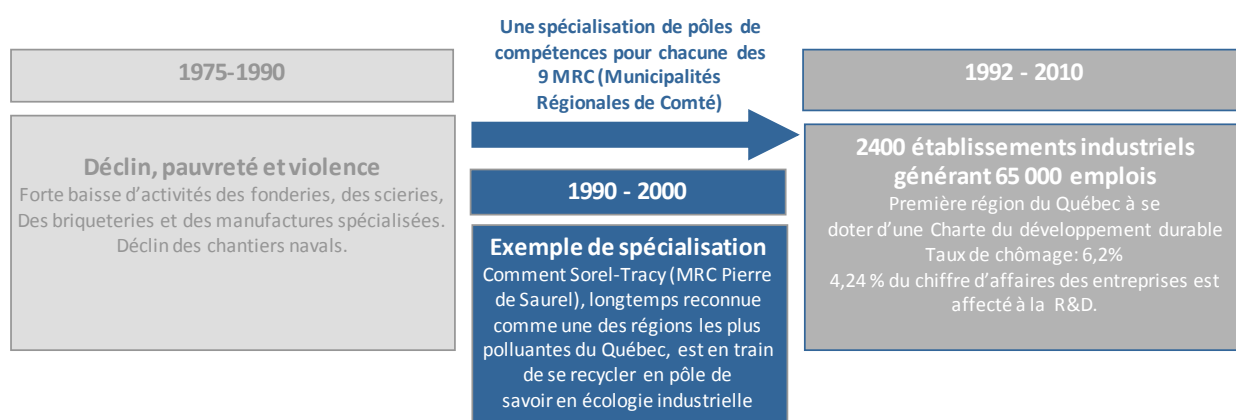 1975-1990
Déclin, pauvreté et violence
Forte baisse d'activités des fonderies, des scieries,
Des briqueteries et des manufactures spécialisées.
Déclin des chantiers navals.
Une spécialisation de pôles de
compétences pour chacune des
9 MRC (Municipalités
Régionales de Comté)
1990 - 2000
Exemple de spécialisation
Comment Sorel-Tracy (MRC Pierre
de Saurel), longtemps reconnue
comme une des régions les plus
polluantes du Québec, est en train
de se recycler en pôle de
savoir en écologie industrielle
1992 - 2010
2400 établissements industriels
générant 65 000 emplois
Première région du Québec à se
doter d'une Charte du développement durable
Taux de chômage: 6,2%
4,24 % du chiffre d'affaires des entreprises est
affecté à la R&D.